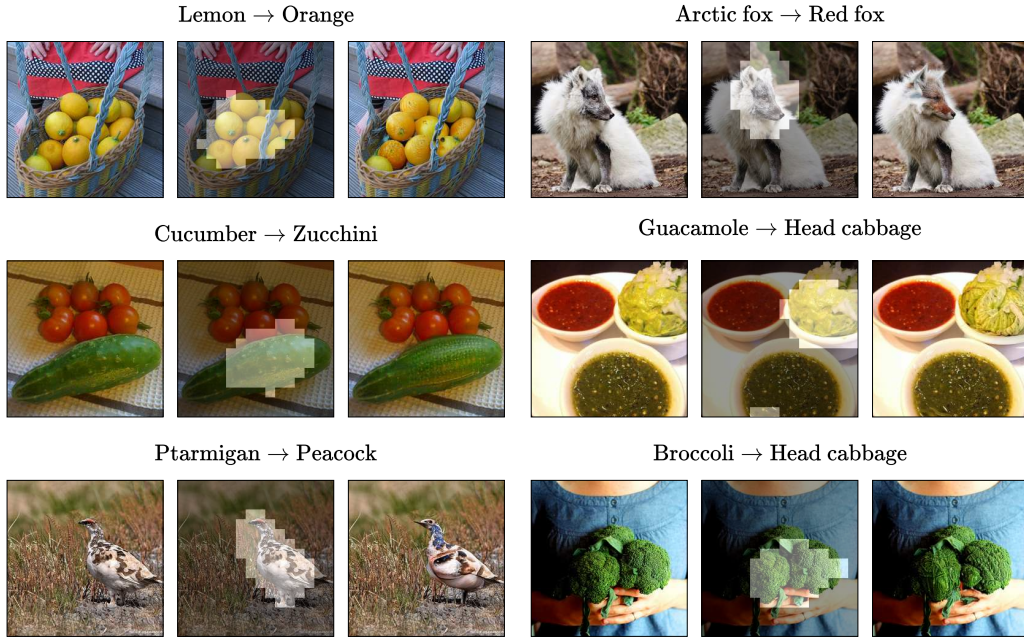 Lemon → Orange
Arctic fox → Red fox
Cucumber → Zucchini
Guacamole → Head cabbage
Ptarmigan → Peacock
Broccoli → Head cabbage